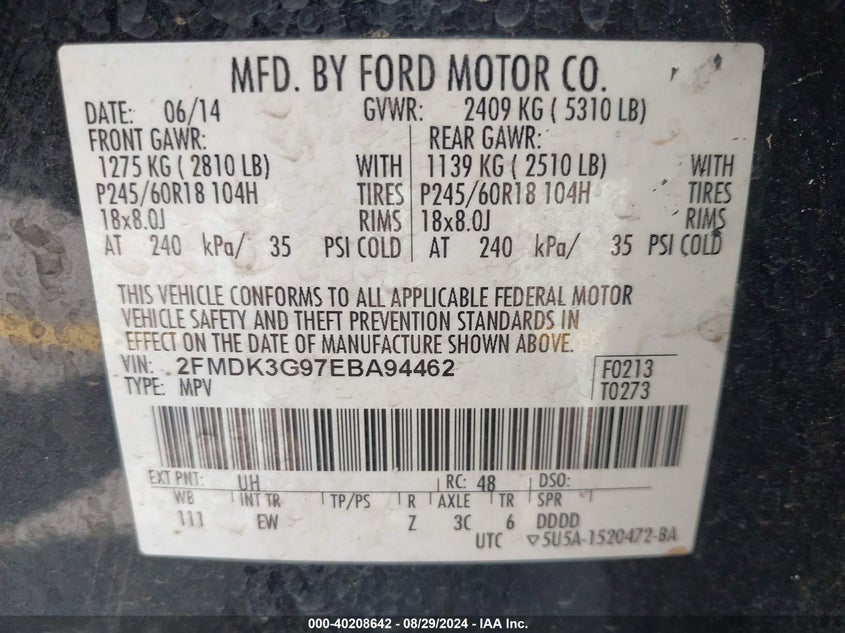 MFD. BY FORD MOTOR CO.
DATE: 06/14 GVWR: 2409 KG ( 5310 LB)
FRONT GAWR: REAR GAWR:
1275 KG ( 2810 LB) WITH 1139 KG ( 2510 LB) WITH
P245/60R18 104H TIRES P245/60R18 104H TIRES
18x8.0J RIMS 18x8.0J RIMS
AT 240 kPa/ 35 PSI COLD AT 240 kPa/ 35 PSI COLD
THIS VEHICLE CONFORMS TO ALL APPLICABLE FEDERAL MOTOR
VEHICLE SAFETY AND THEFT PREVENTION STANDARDS IN
EFFECT ON THE DATE OF MANUFACTURE SHOWN ABOVE.
VIN: 2FMDK3G97EBA94462 F0213
TYPE: MPV T0273
EXT PNT: UH RC: 48 DSO:
WB INT TR TP/PS R AXLE TR SPR
111 EW Z 3C 6 DDDD
UTC ▽5U5A-1520472-BA
000-40208642 - 08/29/2024 - IAA Inc.